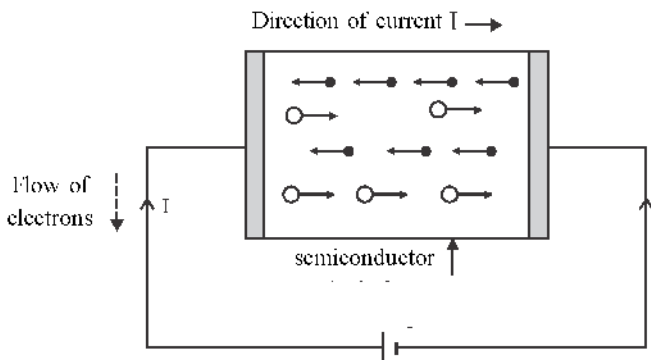 Direction of current I
Flow of
electrons
I
semiconductor